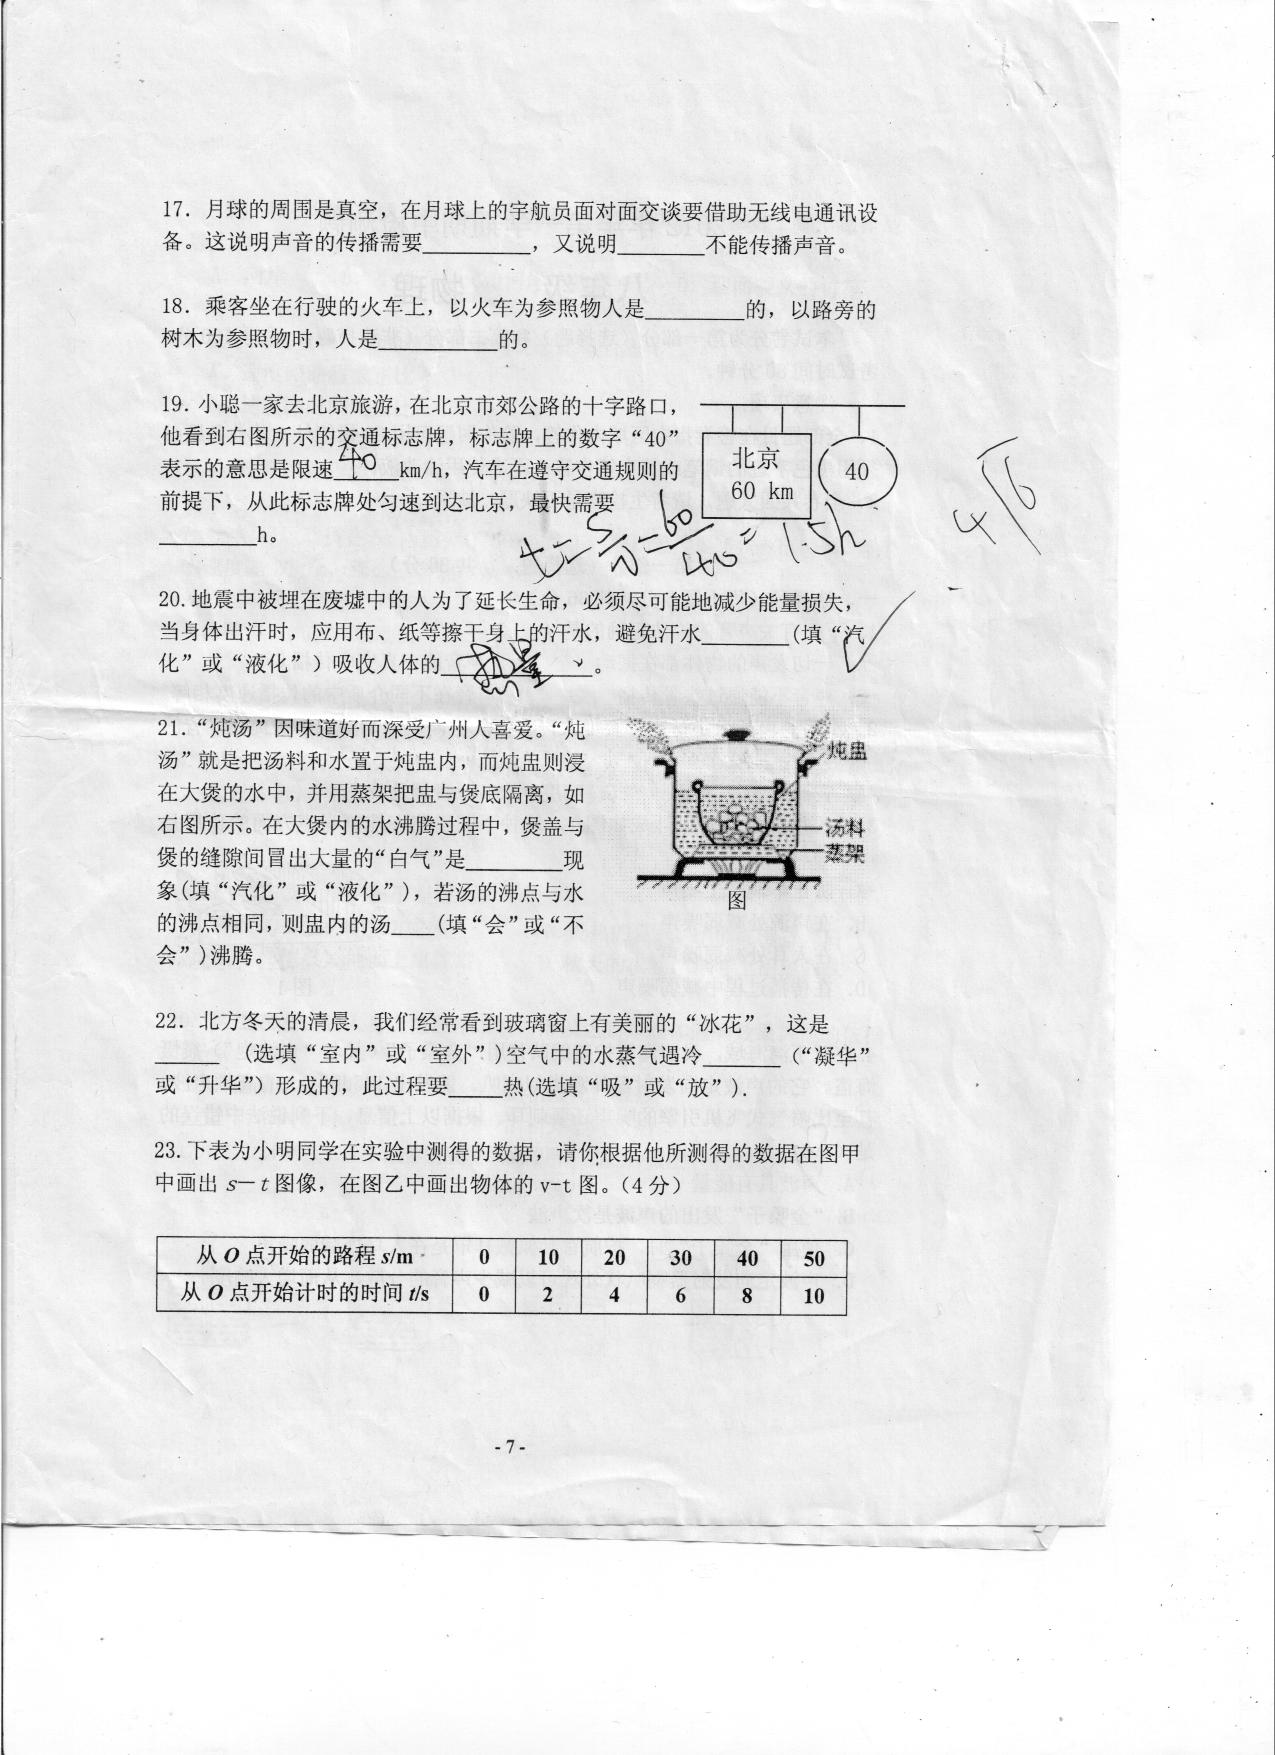 17．月球的周围是真空，在月球上的宇航员面对面交谈要借助无线电通讯设
备。这说明声音的传播需要__________，又说明________不能传播声音。
18．乘客坐在行驶的火车上，以火车为参照物人是_________的，以路旁的
树木为参照物时，人是___________的。
19．小聪一家去北京旅游，在北京市郊公路的十字路口，
他看到右图所示的交通标志牌，标志牌上的数字“40”
表示的意思是限速 40 km/h，汽车在遵守交通规则的
前提下，从此标志牌处匀速到达北京，最快需要
_________h。
北京
60 km
40
t=s/v=60/40=1.5h
20.地震中被埋在废墟中的人为了延长生命，必须尽可能地减少能量损失，
当身体出汗时，应用布、纸等擦干身上的汗水，避免汗水________(填“汽
化”或“液化”）吸收人体的 热量 。
21.“炖汤”因味道好而深受广州人喜爱。“炖
汤”就是把汤料和水置于炖盅内，而炖盅则浸
在大煲的水中，并用蒸架把盅与煲底隔离，如
右图所示。在大煲内的水沸腾过程中，煲盖与
煲的缝隙间冒出大量的“白气”是_________现
象(填“汽化”或“液化”)，若汤的沸点与水
的沸点相同，则盅内的汤____(填“会”或“不
会”)沸腾。
炖盅
汤料
蒸架
图
22．北方冬天的清晨，我们经常看到玻璃窗上有美丽的“冰花”，这是
______ (选填“室内”或“室外”)空气中的水蒸气遇冷_______（“凝华”
或“升华”）形成的，此过程要_____热(选填“吸”或“放”).
23.下表为小明同学在实验中测得的数据，请你根据他所测得的数据在图甲
中画出 s－t 图像，在图乙中画出物体的 v-t 图。（4 分）
从 O 点开始的路程 s/m 0 10 20 30 40 50
从 O 点开始计时的时间 t/s 0 2 4 6 8 10
- 7 -